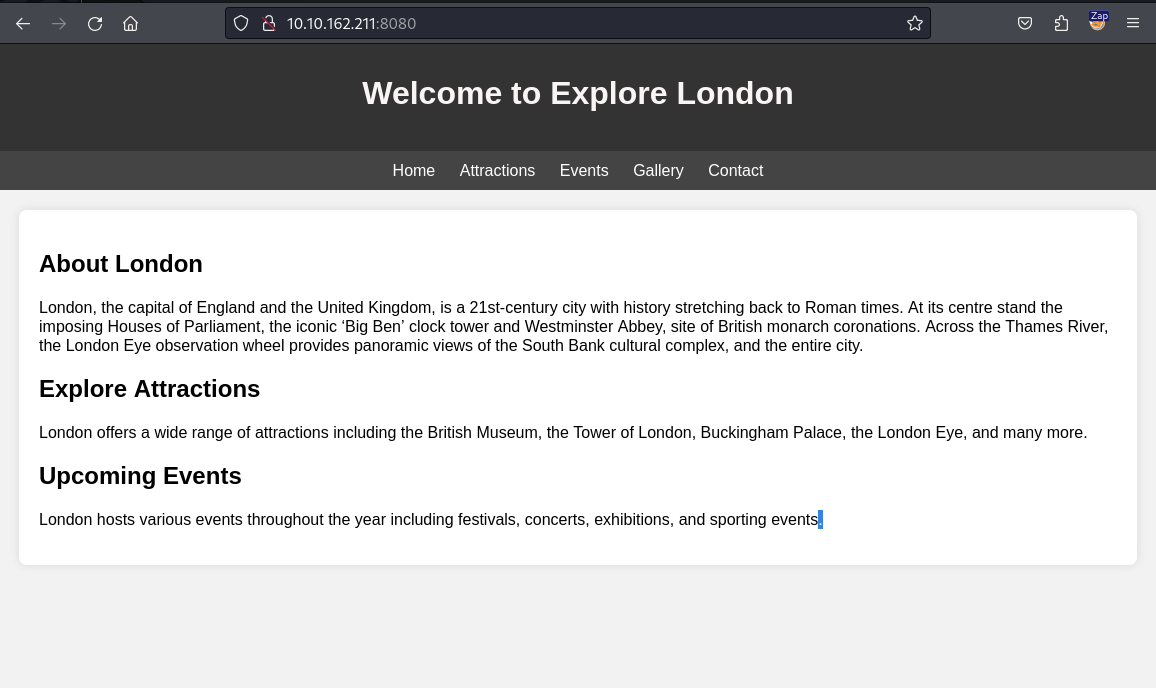 10.10.162.211:8080
Zap
Welcome to Explore London
Home Attractions Events Gallery Contact
About London
London, the capital of England and the United Kingdom, is a 21st-century city with history stretching back to Roman times. At its centre stand the
imposing Houses of Parliament, the iconic ‘Big Ben’ clock tower and Westminster Abbey, site of British monarch coronations. Across the Thames River,
the London Eye observation wheel provides panoramic views of the South Bank cultural complex, and the entire city.
Explore Attractions
London offers a wide range of attractions including the British Museum, the Tower of London, Buckingham Palace, the London Eye, and many more.
Upcoming Events
London hosts various events throughout the year including festivals, concerts, exhibitions, and sporting events.